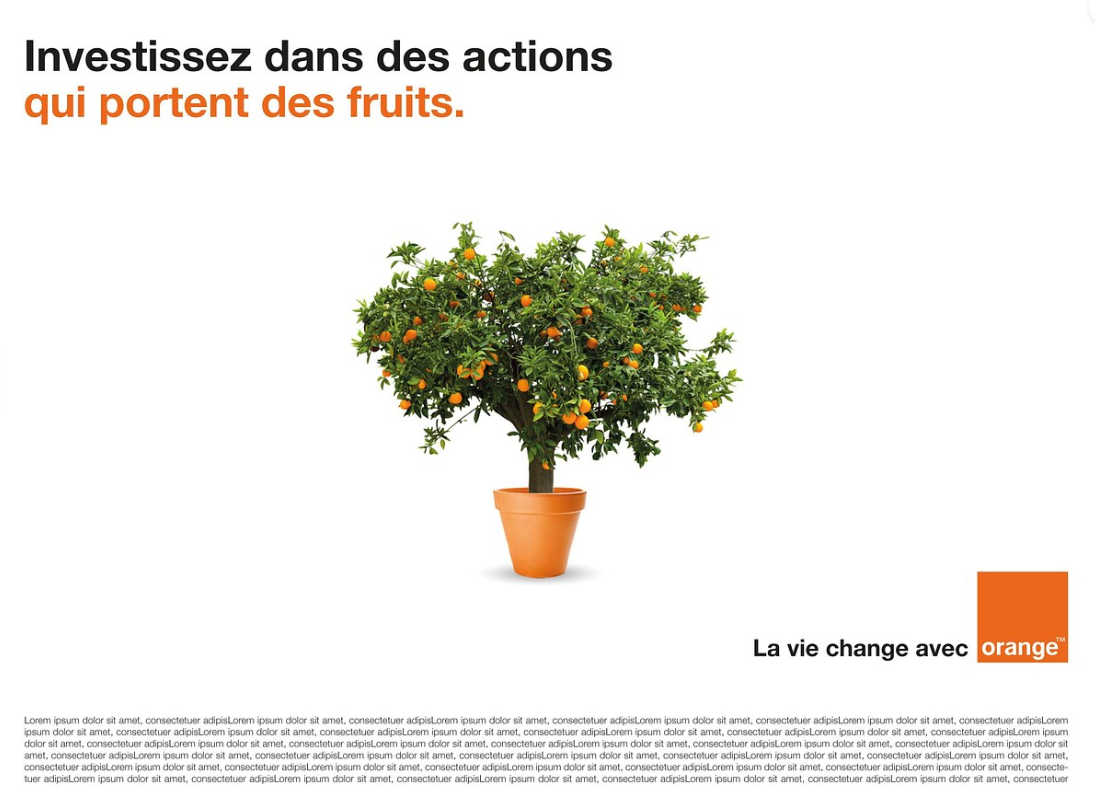 Investissez dans des actions
qui portent des fruits.
La vie change avec orange™
Lorem ipsum dolor sit amet, consectetuer adipisLorem ipsum dolor sit amet, consectetuer adipisLorem ipsum dolor sit amet, consectetuer adipisLorem ipsum dolor sit amet, consectetuer adipisLorem ipsum dolor sit amet, consectetuer adipisLorem
ipsum dolor sit amet, consectetuer adipisLorem ipsum dolor sit amet, consectetuer adipisLorem ipsum dolor sit amet, consectetuer adipisLorem ipsum dolor sit amet, consectetuer adipisLorem ipsum dolor sit amet, consectetuer adipisLorem ipsum
dolor sit amet, consectetuer adipisLorem ipsum dolor sit amet, consectetuer adipisLorem ipsum dolor sit amet, consectetuer adipisLorem ipsum dolor sit amet, consectetuer adipisLorem ipsum dolor sit amet, consectetuer adipisLorem ipsum dolor sit
amet, consectetuer adipisLorem ipsum dolor sit amet, consectetuer adipisLorem ipsum dolor sit amet, consectetuer adipisLorem ipsum dolor sit amet, consectetuer adipisLorem ipsum dolor sit amet, consectetuer adipisLorem ipsum dolor sit amet,
consectetuer adipisLorem ipsum dolor sit amet, consectetuer adipisLorem ipsum dolor sit amet, consectetuer adipisLorem ipsum dolor sit amet, consectetuer adipisLorem ipsum dolor sit amet, consectetuer adipisLorem ipsum dolor sit amet, consecte-
tuer adipisLorem ipsum dolor sit amet, consectetuer adipisLorem ipsum dolor sit amet, consectetuer adipisLorem ipsum dolor sit amet, consectetuer adipisLorem ipsum dolor sit amet, consectetuer adipisLorem ipsum dolor sit amet, consectetuer